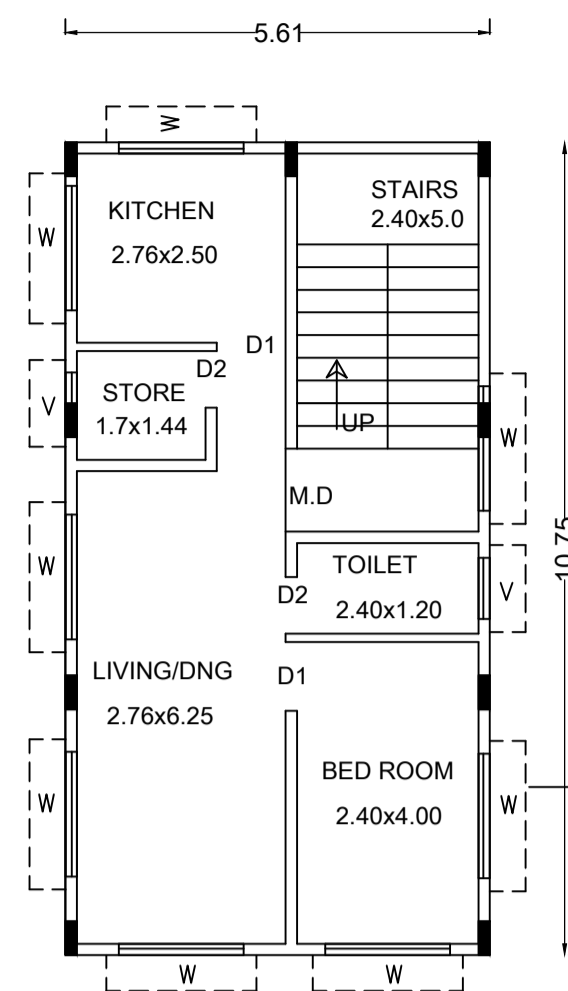 5.61
W
KITCHEN
2.76x2.50
STAIRS
2.40x5.0
W
D1
D2
STORE
1.7x1.44
V
UP
W
M.D
W
TOILET
2.40x1.20
D2
V
10.75
LIVING/DNG
2.76x6.25
D1
BED ROOM
2.40x4.00
W
W
W
W